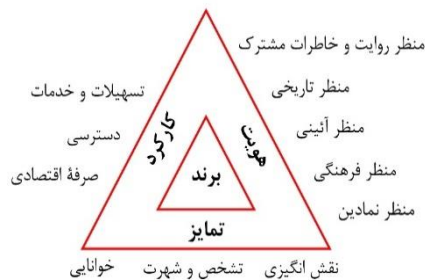 منظر روایت و خاطرات مشترک
منظر تاریخی
منظر آئینی
منظر فرهنگی
منظر نمادین
هویت
تسهیلات و خدمات
دسترسی
صرفهٔ اقتصادی
کارکرد
برند
تمایز
نقش انگیزی
تشخص و شهرت
خوانایی